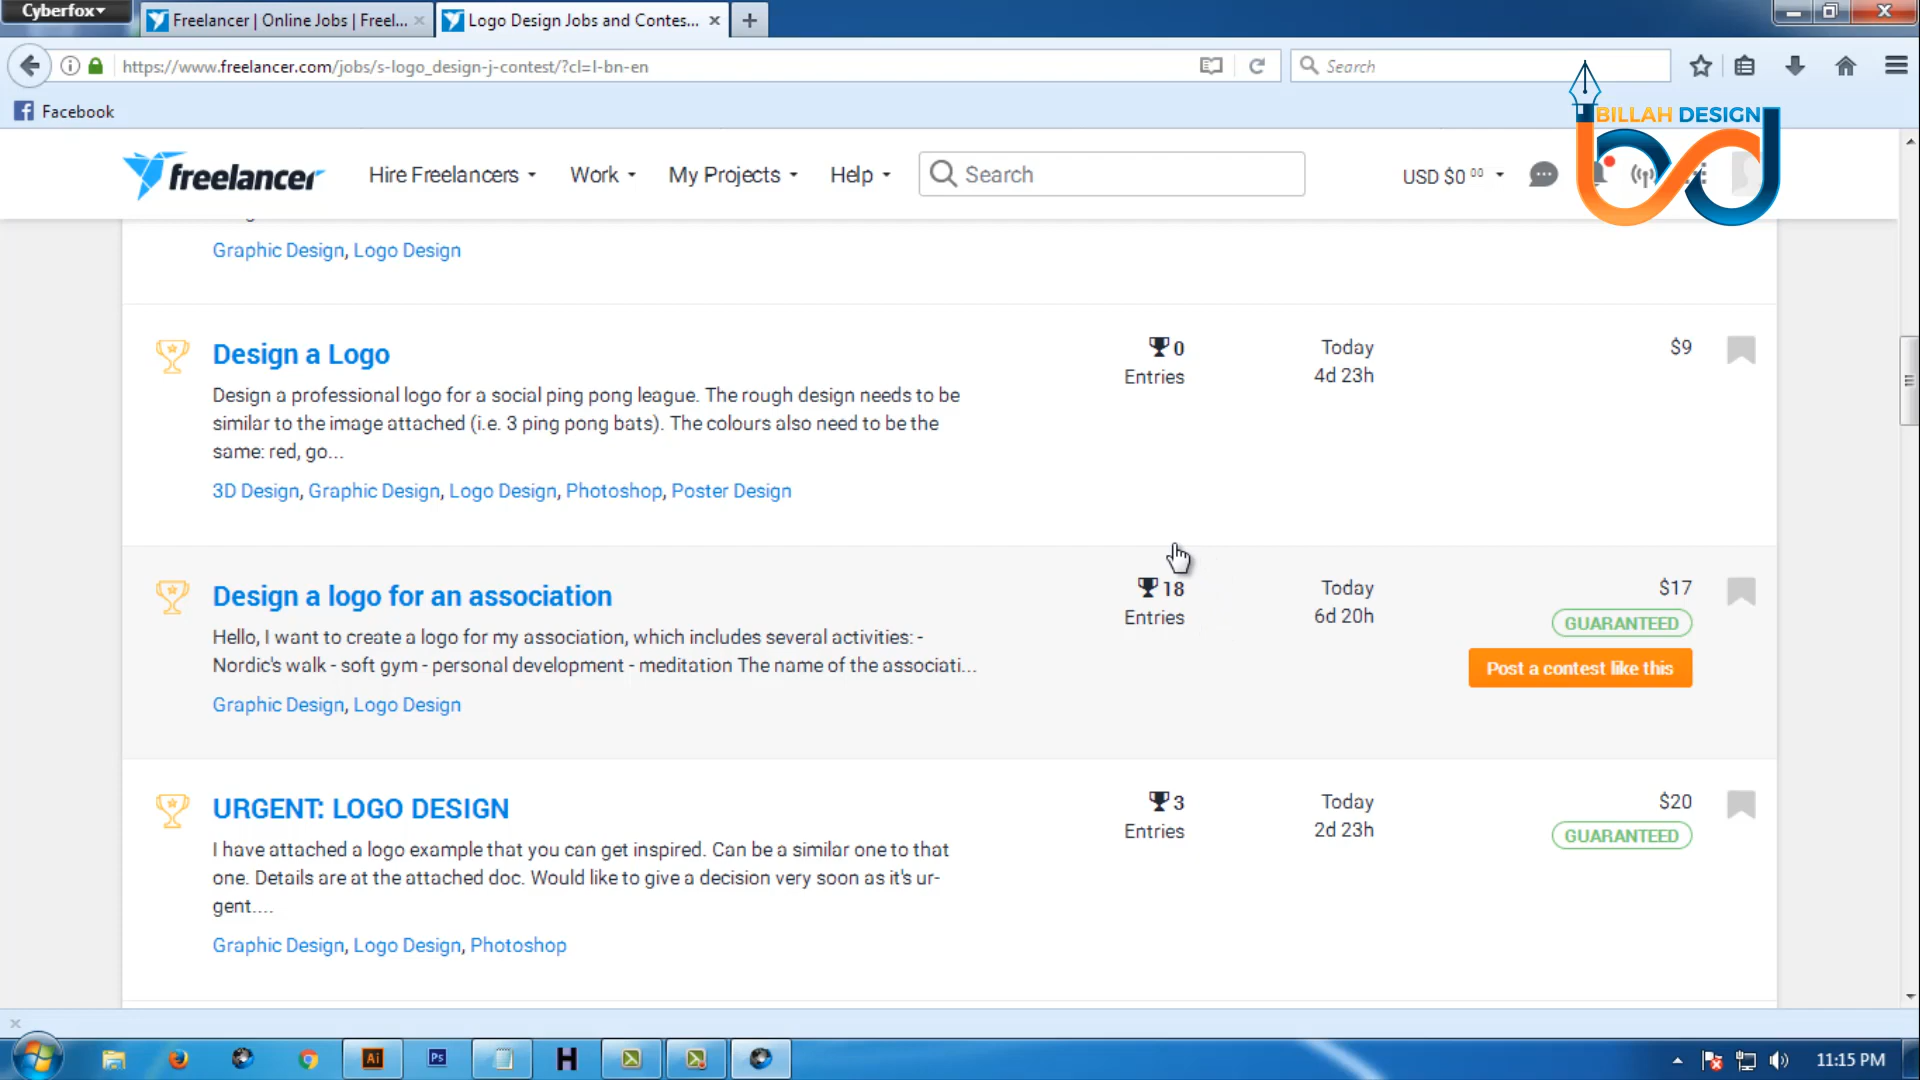 Cyberfox
Freelancer | Online Jobs | Freel...
Logo Design Jobs and Contes...
https://www.freelancer.com/jobs/s-logo_design-j-contest/?cl=l-bn-en
Search
Facebook
BILLAH DESIGN
freelancer
Hire Freelancers
Work
My Projects
Help
Search
USD $0 00
Graphic Design, Logo Design
Design a Logo
0
Entries
Today
4d 23h
$9
Design a professional logo for a social ping pong league. The rough design needs to be
similar to the image attached (i.e. 3 ping pong bats). The colours also need to be the
same: red, go...
3D Design, Graphic Design, Logo Design, Photoshop, Poster Design
Design a logo for an association
18
Entries
Today
6d 20h
$17
GUARANTEED
Post a contest like this
Hello, I want to create a logo for my association, which includes several activities: -
Nordic's walk - soft gym - personal development - meditation The name of the associati...
Graphic Design, Logo Design
URGENT: LOGO DESIGN
3
Entries
Today
2d 23h
$20
GUARANTEED
I have attached a logo example that you can get inspired. Can be a similar one to that
one. Details are at the attached doc. Would like to give a decision very soon as it's ur-
gent....
Graphic Design, Logo Design, Photoshop
Ai
Ps
H
11:15 PM